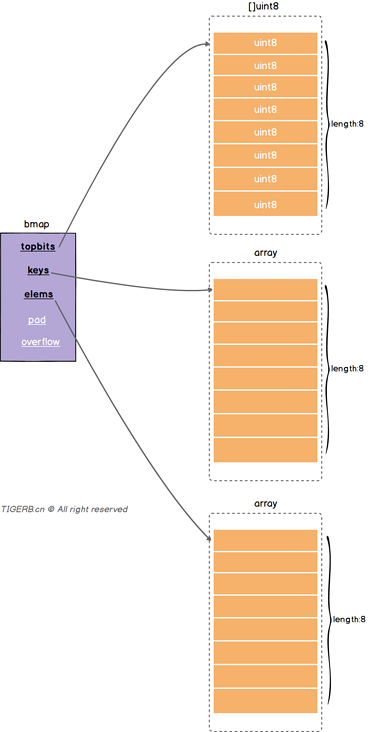 []uint8
uint8
uint8
uint8
uint8
uint8
uint8
uint8
uint8
length:8
bmap
topbits
keys
elems
pad
overflow
array
length:8
TIGERB.cn © All right reserved
array
length:8